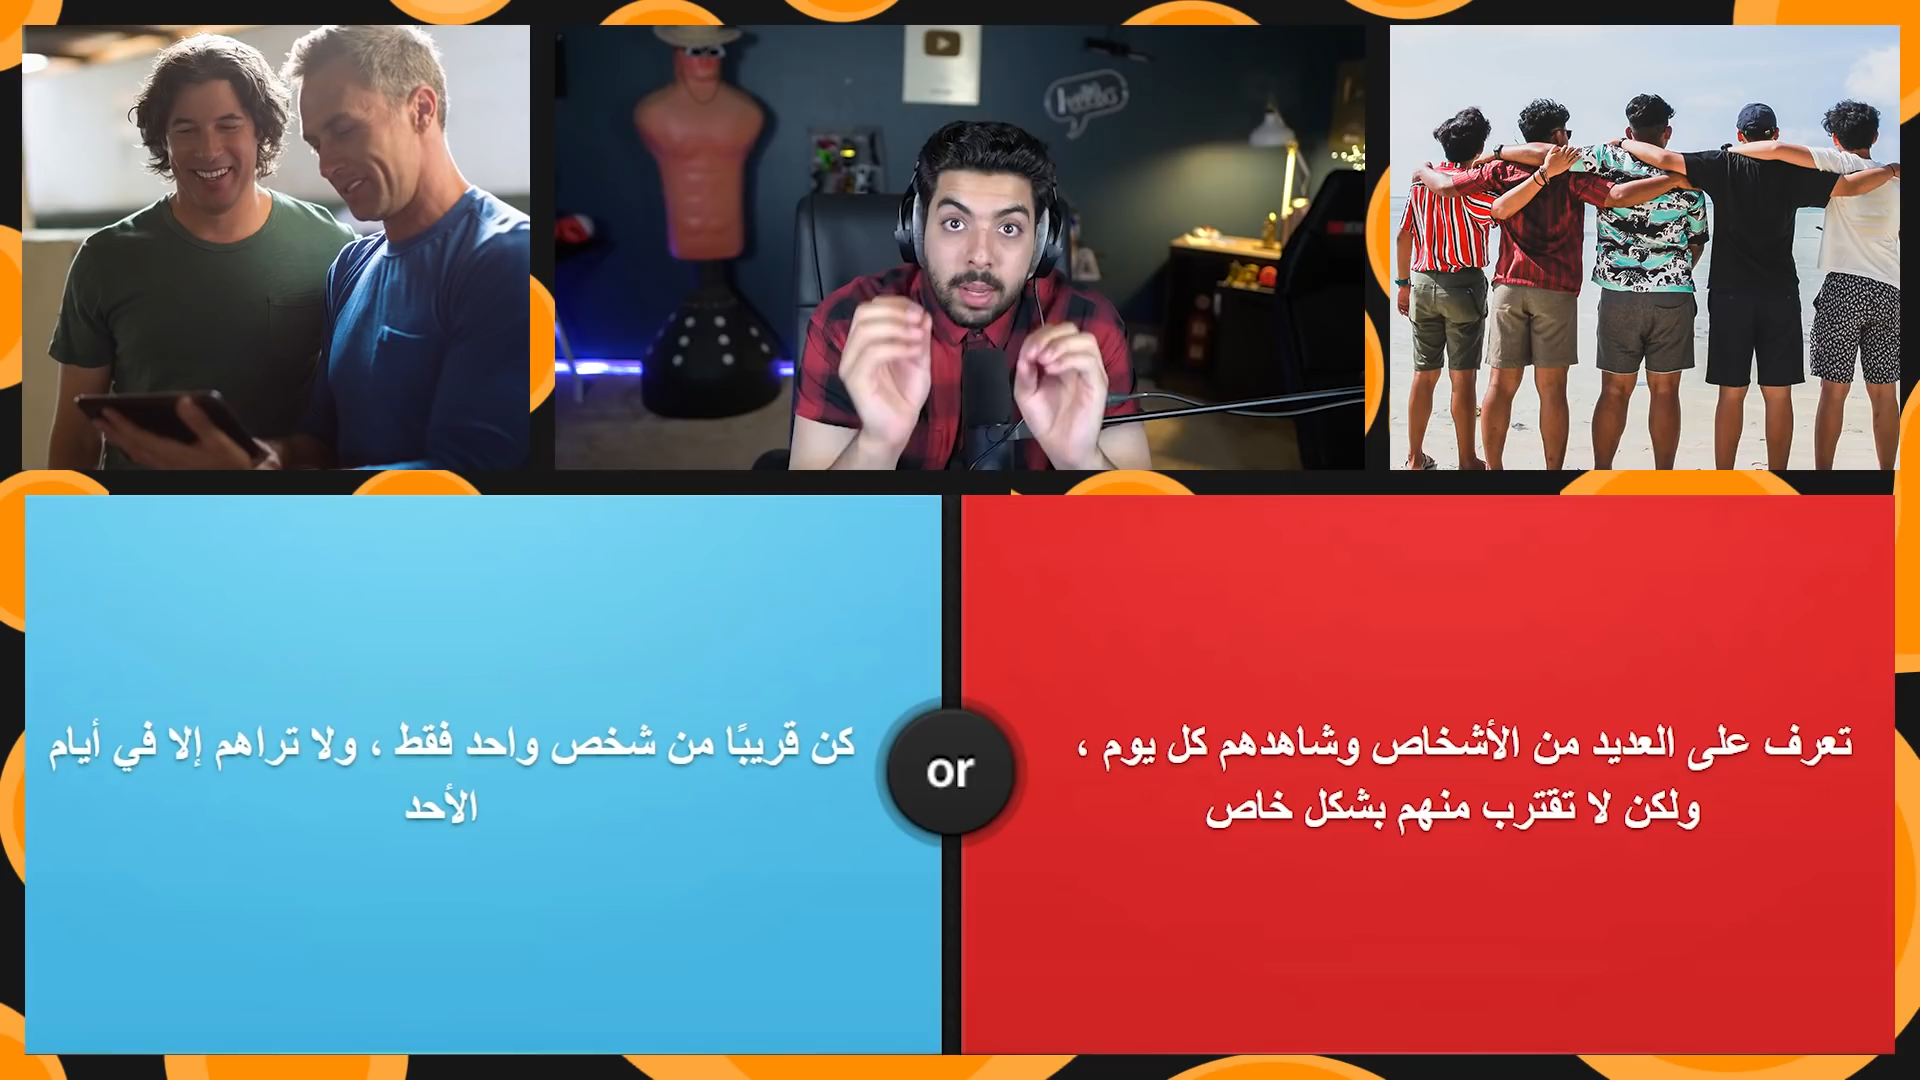 كن قريبًا من شخص واحد فقط ، ولا تراهم إلا في أيام
الأحد
or
تعرف على العديد من الأشخاص وشاهدهم كل يوم ،
ولكن لا تقترب منهم بشكل خاص